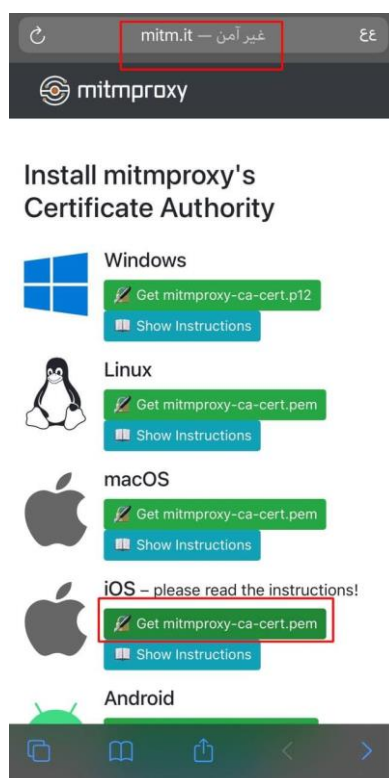 mitm.it — غیر آمن
عع
mitmproxy
Install mitmproxy's
Certificate Authority
Windows
Get mitmproxy-ca-cert.p12
Show Instructions
Linux
Get mitmproxy-ca-cert.pem
Show Instructions
macOS
Get mitmproxy-ca-cert.pem
Show Instructions
iOS – please read the instructions!
Get mitmproxy-ca-cert.pem
Show Instructions
Android